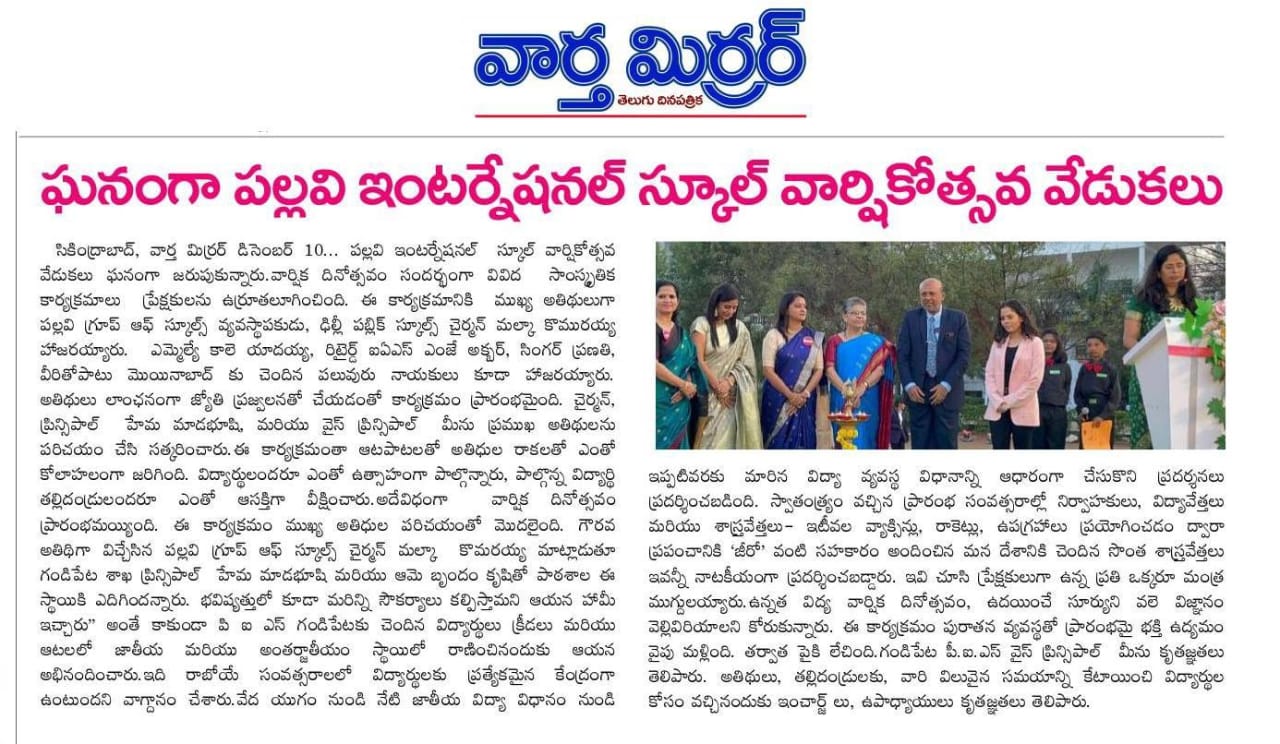 వార్త మిర్రర్
తెలుగు దినపత్రిక
ఘనంగా పల్లవి ఇంటర్నేషనల్ స్కూల్ వార్షికోత్సవ వేడుకలు
సికింద్రాబాద్, వార్త మిర్రర్ డిసెంబర్ 10... పల్లవి ఇంటర్నేషనల్ స్కూల్ వార్షికోత్సవ
వేడుకలు ఘనంగా జరుపుకున్నారు.వార్షిక దినోత్సవం సందర్భంగా వివిద సాంస్కృతిక
కార్యక్రమాలు ప్రేక్షకులను ఉర్రూతలూగించింది. ఈ కార్యక్రమానికి ముఖ్య అతిథులుగా
పల్లవి గ్రూప్ ఆఫ్ స్కూల్స్ వ్యవస్థాపకుడు, ఢిల్లీ పబ్లిక్ స్కూల్స్ చైర్మన్ మల్కా కొమురయ్య
హాజరయ్యారు. ఎమ్మెల్యే కాలె యాదయ్య, రిటైర్డ్ ఐఏఎస్ ఎంజే అక్బర్, సింగర్ ప్రణతి,
వీరితోపాటు మొయినాబాద్ కు చెందిన పలువురు నాయకులు కూడా హాజరయ్యారు.
అతిథులు లాంఛనంగా జ్యోతి ప్రజ్వలనతో చేయడంతో కార్యక్రమం ప్రారంభమైంది. చైర్మన్,
ప్రిన్సిపాల్ హేమ మాడభూషి, మరియు వైస్ ప్రిన్సిపాల్ మీను ప్రముఖ అతిథులను
పరిచయం చేసి సత్కరించారు.ఈ కార్యక్రమంతా ఆటపాటలతో అతిధుల రాకలతో ఎంతో
కోలాహలంగా జరిగింది. విద్యార్థులందరూ ఎంతో ఉత్సాహంగా పాల్గొన్నారు, పాల్గొన్న విద్యార్థి
తల్లిదండ్రులందరూ ఎంతో ఆసక్తిగా వీక్షించారు.అదేవిధంగా వార్షిక దినోత్సవం
ప్రారంభమయ్యింది. ఈ కార్యక్రమం ముఖ్య అతిధుల పరిచయంతో మొదలైంది. గౌరవ
అతిథిగా విచ్చేసిన పల్లవి గ్రూప్ ఆఫ్ స్కూల్స్ చైర్మన్ మల్కా కొమరయ్య మాట్లాడుతూ
గండిపేట శాఖ ప్రిన్సిపాల్ హేమ మాడభూషి మరియు ఆమె బృందం కృషితో పాఠశాల ఈ
స్థాయికి ఎదిగిందన్నారు. భవిష్యత్తులో కూడా మరిన్ని సౌకర్యాలు కల్పిస్తామని ఆయన హామీ
ఇచ్చారు" అంతే కాకుండా పి ఐ ఎస్ గండిపేటకు చెందిన విద్యార్థులు క్రీడలు మరియు
ఆటలలో జాతీయ మరియు అంతర్జాతీయం స్థాయిలో రాణించినందుకు ఆయన
అభినందించారు.ఇది రాబోయే సంవత్సరాలలో విద్యార్థులకు ప్రత్యేకమైన కేంద్రంగా
ఉంటుందని వాగ్దానం చేశారు.వేద యుగం నుండి నేటి జాతీయ విద్యా విధానం నుండి
ఇప్పటివరకు మారిన విద్యా వ్యవస్థ విధానాన్ని ఆధారంగా చేసుకొని ప్రదర్శనలు
ప్రదర్శించబడింది. స్వాతంత్ర్యం వచ్చిన ప్రారంభ సంవత్సరాల్లో నిర్వాహకులు, విద్యావేత్తలు
మరియు శాస్త్రవేత్తలు- ఇటీవల వ్యాక్సిన్లు, రాకెట్లు, ఉపగ్రహాలు ప్రయోగించడం ద్వారా
ప్రపంచానికి 'జీరో' వంటి సహకారం అందించిన మన దేశానికి చెందిన సొంత శాస్త్రవేత్తలు
ఇవన్నీ నాటకీయంగా ప్రదర్శించబడ్డారు. ఇవి చూసి ప్రేక్షకులుగా ఉన్న ప్రతి ఒక్కరూ మంత్ర
ముగ్దులయ్యారు.ఉన్నత విద్య వార్షిక దినోత్సవం, ఉదయించే సూర్యుని వలె విజ్ఞానం
వెల్లివిరియాలని కోరుకున్నారు. ఈ కార్యక్రమం పురాతన వ్యవస్థతో ప్రారంభమై భక్తి ఉద్యమం
వైపు మళ్లింది. తర్వాత పైకి లేచింది.గండిపేట పీ.ఐ.ఎస్ వైస్ ప్రిన్సిపాల్ మీను కృతజ్ఞతలు
తెలిపారు. అతిథులు, తల్లిదండ్రులకు, వారి విలువైన సమయాన్ని కేటాయించి విద్యార్థుల
కోసం వచ్చినందుకు ఇంచార్జ్ లు, ఉపాధ్యాయులు కృతజ్ఞతలు తెలిపారు.